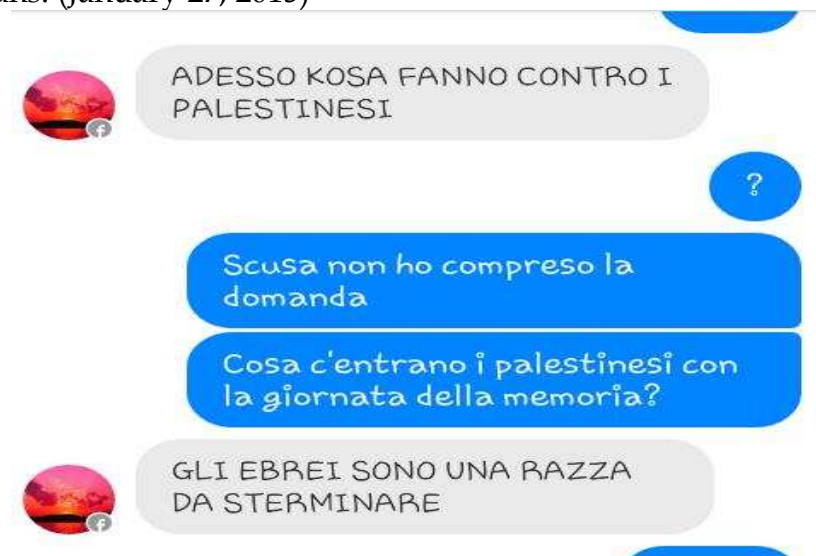 (January 27, 2019)
ADESSO KOSA FANNO CONTRO I
PALESTINESI
?
Scusa non ho compreso la
domanda
Cosa c'entrano i palestinesi con
la giornata della memoria?
GLI EBREI SONO UNA RAZZA
DA STERMINARE